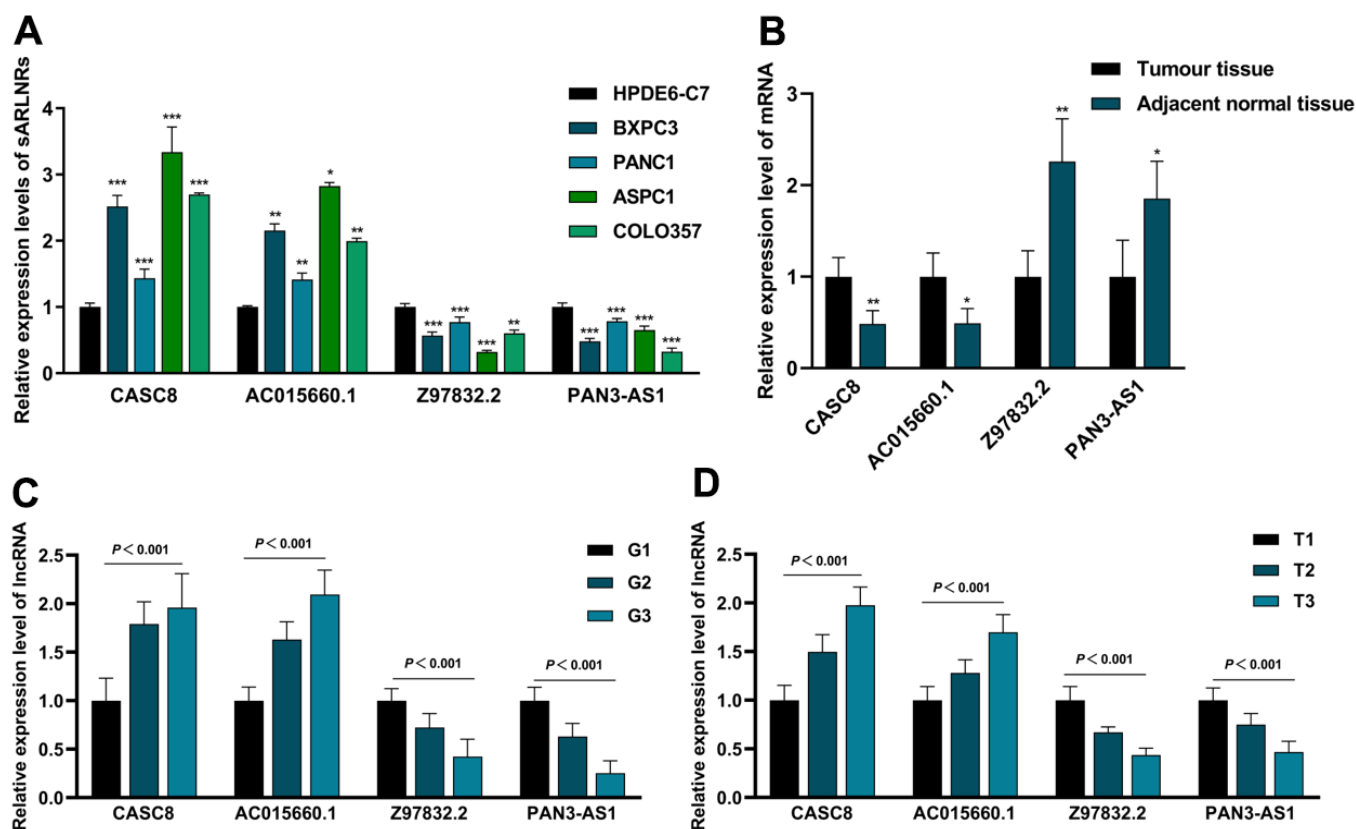 A
Relative expression levels of sARLNRs
4
3
2
1
0
HPDE6-C7
BXPC3
PANC1
ASPC1
COLO357
***
***
***
***
**
**
*
**
***
***
***
**
***
***
***
***
CASC8
AC015660.1
Z97832.2
PAN3-AS1
B
Relative expression level of mRNA
3
2
1
0
Tumour tissue
Adjacent normal tissue
**
*
**
*
CASC8
AC015660.1
Z97832.2
PAN3-AS1
C
Relative expression level of lncRNA
2.5
2.0
1.5
1.0
0.5
0.0
P< 0.001
P< 0.001
P< 0.001
P< 0.001
G1
G2
G3
CASC8
AC015660.1
Z97832.2
PAN3-AS1
D
Relative expression level of lncRNA
2.5
2.0
1.5
1.0
0.5
0.0
P< 0.001
P< 0.001
P< 0.001
P< 0.001
T1
T2
T3
CASC8
AC015660.1
Z97832.2
PAN3-AS1